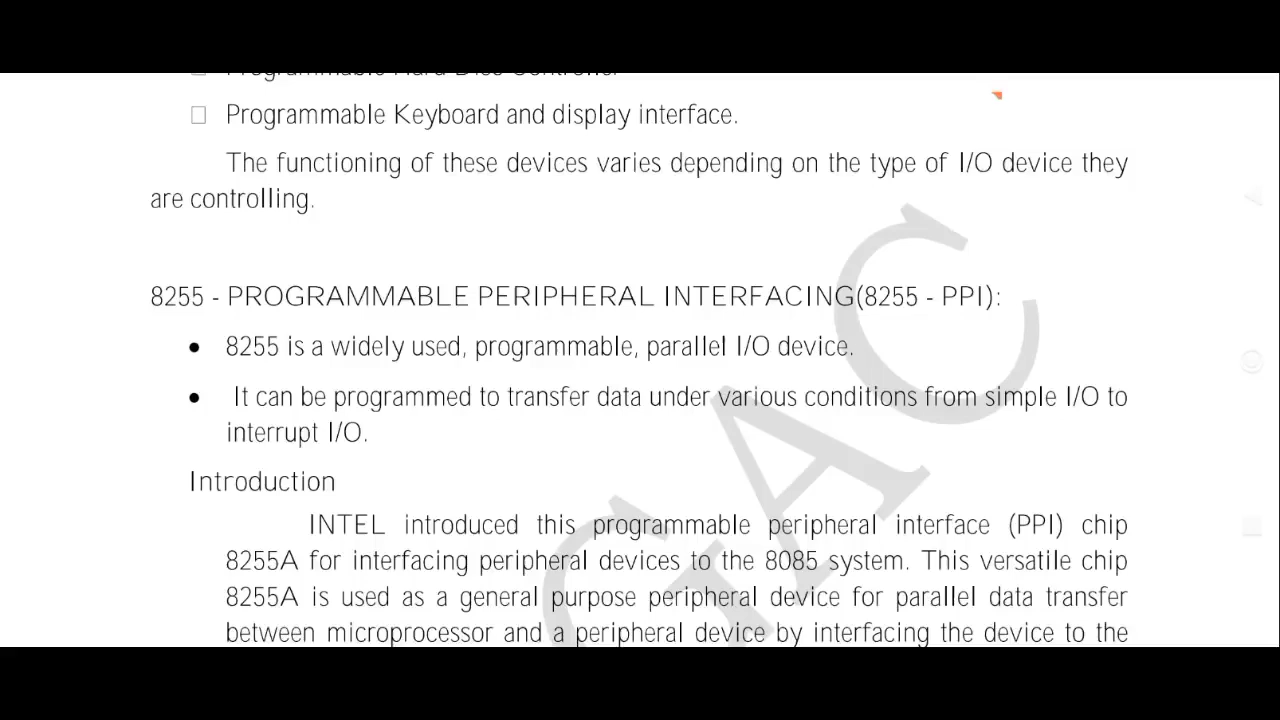 □ Programmable Keyboard and display interface.
The functioning of these devices varies depending on the type of I/O device they
are controlling.
8255 - PROGRAMMABLE PERIPHERAL INTERFACING(8255 - PPI):
• 8255 is a widely used, programmable, parallel I/O device.
• It can be programmed to transfer data under various conditions from simple I/O to
interrupt I/O.
Introduction
INTEL introduced this programmable peripheral interface (PPI) chip
8255A for interfacing peripheral devices to the 8085 system. This versatile chip
8255A is used as a general purpose peripheral device for parallel data transfer
between microprocessor and a peripheral device by interfacing the device to the
GAC